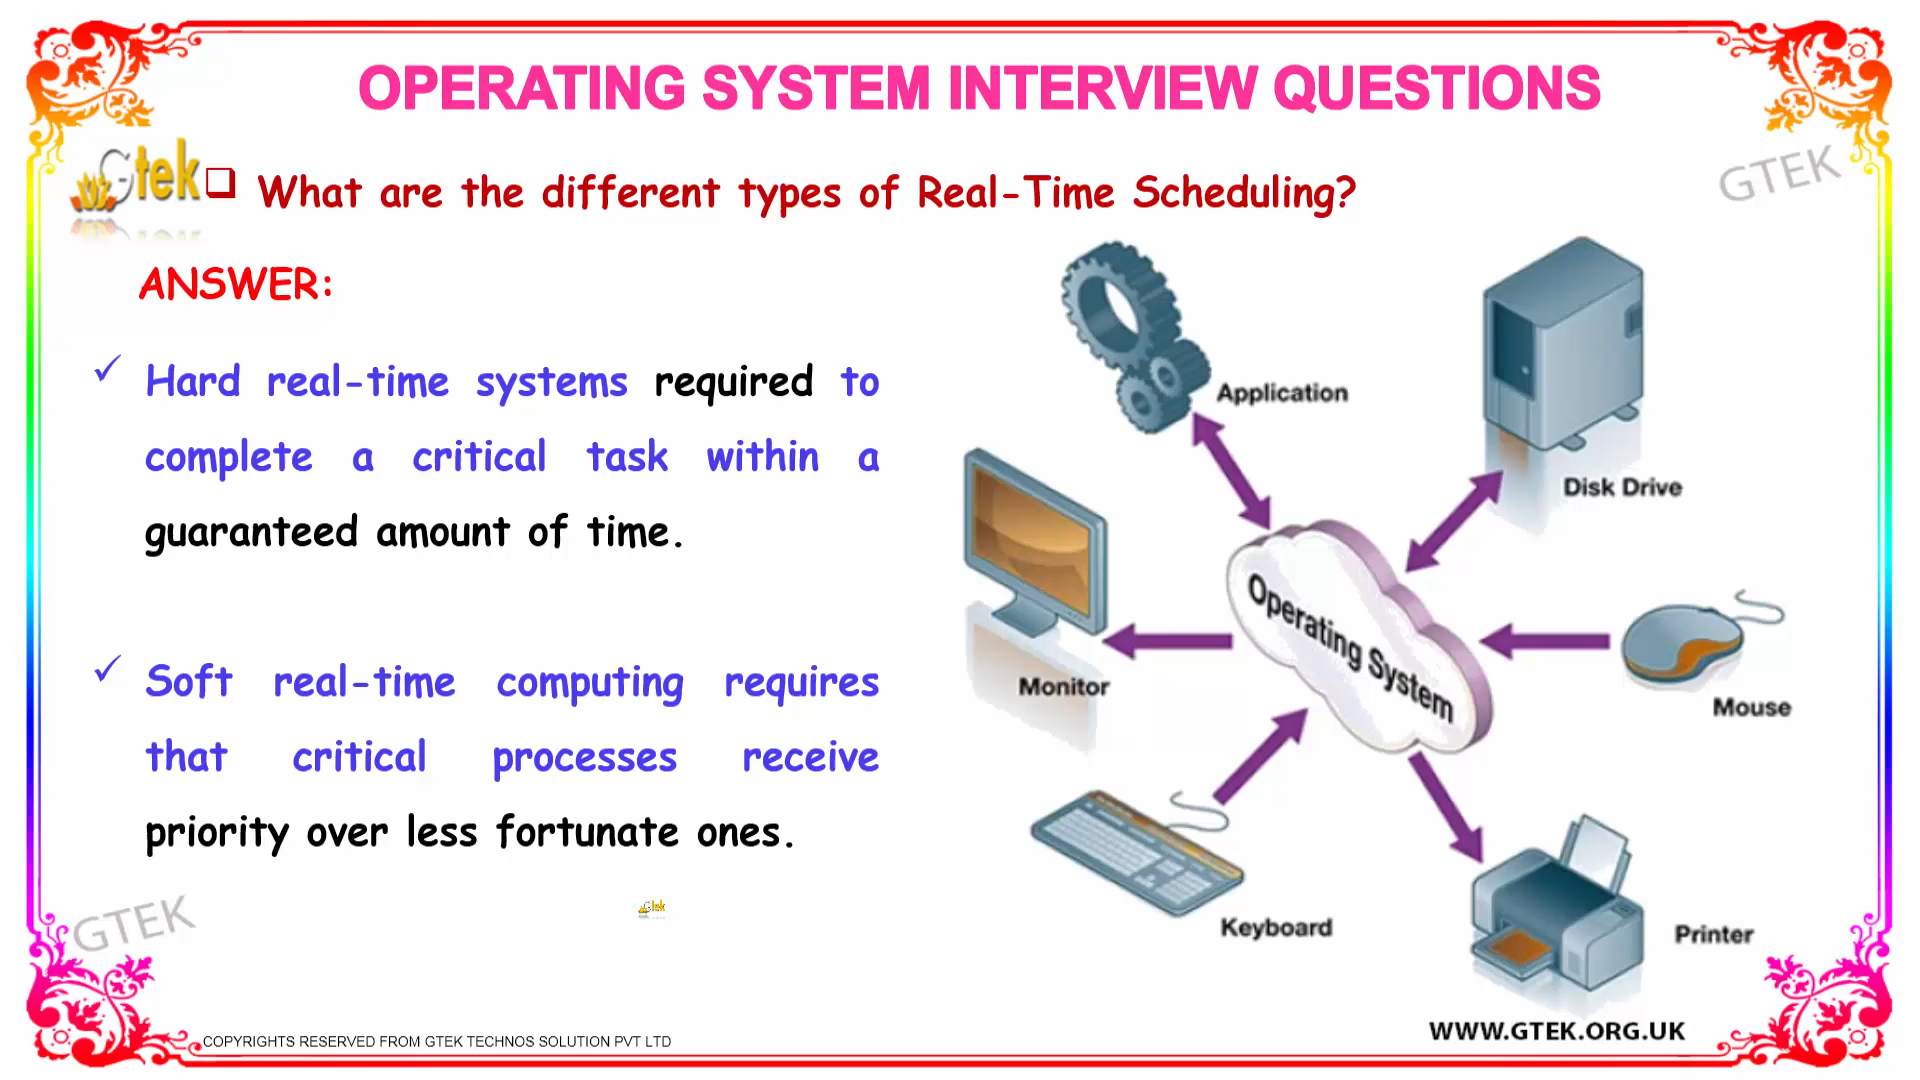 OPERATING SYSTEM INTERVIEW QUESTIONS
Gtek
GTEK
What are the different types of Real-Time Scheduling?
ANSWER:
Hard real-time systems required to
complete a critical task within a
guaranteed amount of time.
Soft real-time computing requires
that critical processes receive
priority over less fortunate ones.
Application
Disk Drive
Monitor
Operating System
Mouse
Keyboard
Printer
GTEK
Gtek
COPYRIGHTS RESERVED FROM GTEK TECHNOS SOLUTION PVT LTD
WWW.GTEK.ORG.UK